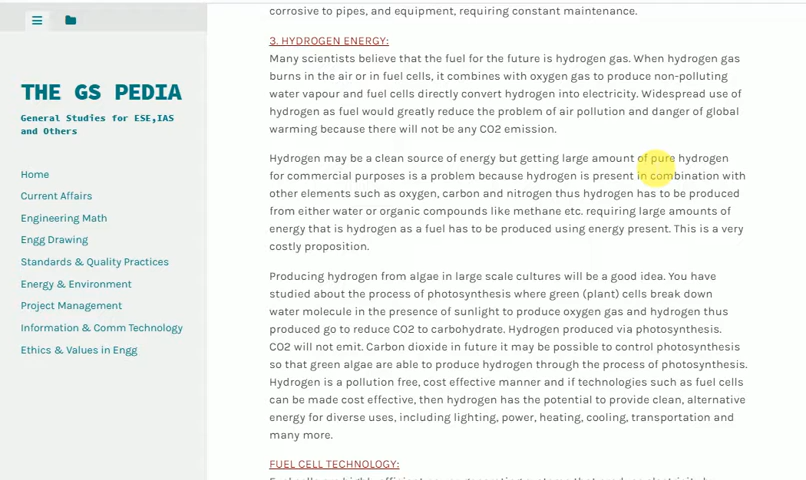 THE GS PEDIA
General Studies for ESE,IAS
and Others
Home
Current Affairs
Engineering Math
Engg Drawing
Standards & Quality Practices
Energy & Environment
Project Management
Information & Comm Technology
Ethics & Values in Engg
corrosive to pipes, and equipment, requiring constant maintenance.
3. HYDROGEN ENERGY:
Many scientists believe that the fuel for the future is hydrogen gas. When hydrogen gas
burns in the air or in fuel cells, it combines with oxygen gas to produce non-polluting
water vapour and fuel cells directly convert hydrogen into electricity. Widespread use of
hydrogen as fuel would greatly reduce the problem of air pollution and danger of global
warming because there will not be any CO2 emission.
Hydrogen may be a clean source of energy but getting large amount of pure hydrogen
for commercial purposes is a problem because hydrogen is present in combination with
other elements such as oxygen, carbon and nitrogen thus hydrogen has to be produced
from either water or organic compounds like methane etc. requiring large amounts of
energy that is hydrogen as a fuel has to be produced using energy present. This is a very
costly proposition.
Producing hydrogen from algae in large scale cultures will be a good idea. You have
studied about the process of photosynthesis where green (plant) cells break down
water molecule in the presence of sunlight to produce oxygen gas and hydrogen thus
produced go to reduce CO2 to carbohydrate. Hydrogen produced via photosynthesis.
CO2 will not emit. Carbon dioxide in future it may be possible to control photosynthesis
so that green algae are able to produce hydrogen through the process of photosynthesis.
Hydrogen is a pollution free, cost effective manner and if technologies such as fuel cells
can be made cost effective, then hydrogen has the potential to provide clean, alternative
energy for diverse uses, including lighting, power, heating, cooling, transportation and
many more.
FUEL CELL TECHNOLOGY: